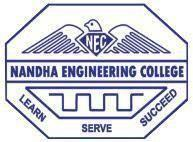 NEC
NANDHA ENGINEERING COLLEGE
LEARN
SERVE
SUCCEED